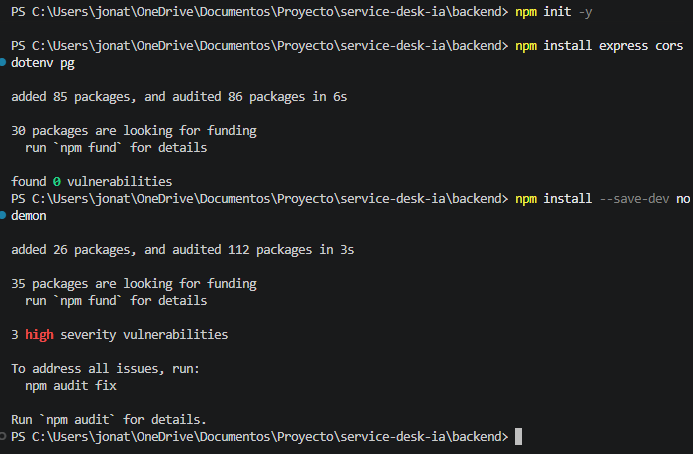 PS C:\Users\jonat\OneDrive\Documentos\Proyecto\service-desk-ia\backend> npm init -y
PS C:\Users\jonat\OneDrive\Documentos\Proyecto\service-desk-ia\backend> npm install express cors
dotenv pg
added 85 packages, and audited 86 packages in 6s
30 packages are looking for funding
  run `npm fund` for details
found 0 vulnerabilities
PS C:\Users\jonat\OneDrive\Documentos\Proyecto\service-desk-ia\backend> npm install --save-dev no
demon
added 26 packages, and audited 112 packages in 3s
35 packages are looking for funding
  run `npm fund` for details
3 high severity vulnerabilities
To address all issues, run:
  npm audit fix
Run `npm audit` for details.
PS C:\Users\jonat\OneDrive\Documentos\Proyecto\service-desk-ia\backend>